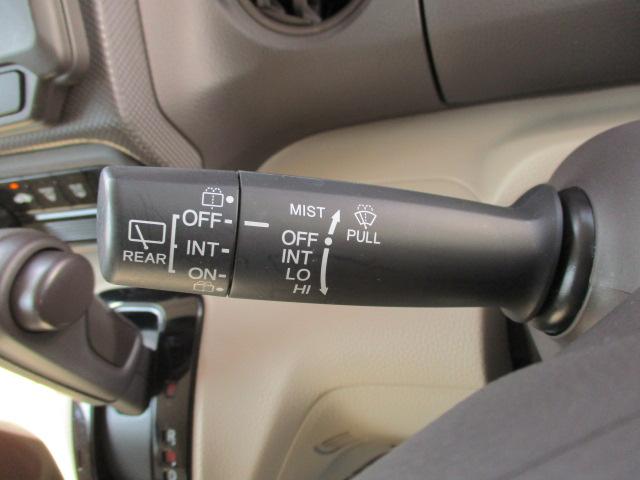 REAR
OFF
INT
ON
MIST
PULL
OFF
INT
LO
HI